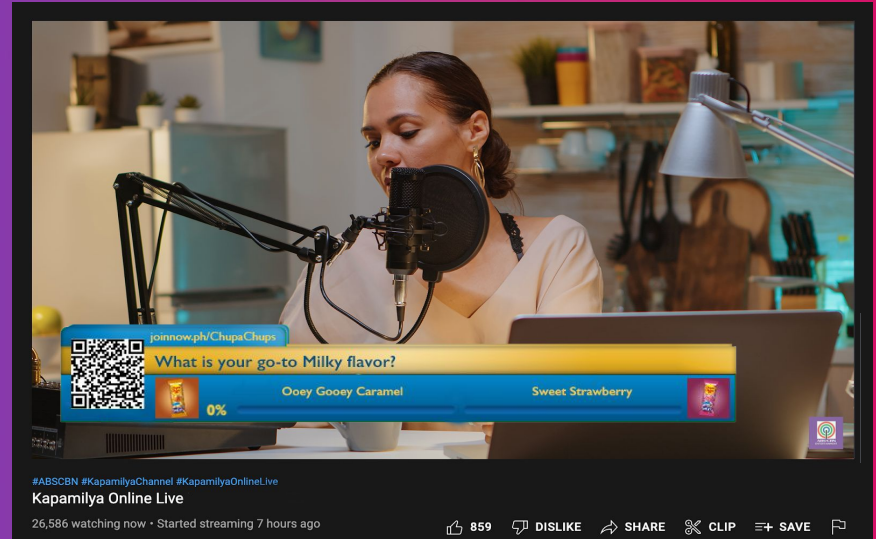 joinnow.ph/ChupaChups
What is your go-to Milky flavor?
Ooey Gooey Caramel
Sweet Strawberry
0%
#ABSCBN #KapamilyaChannel #KapamilyaOnlineLive
Kapamilya Online Live
26,586 watching now • Started streaming 7 hours ago
859
DISLIKE
SHARE
CLIP
SAVE